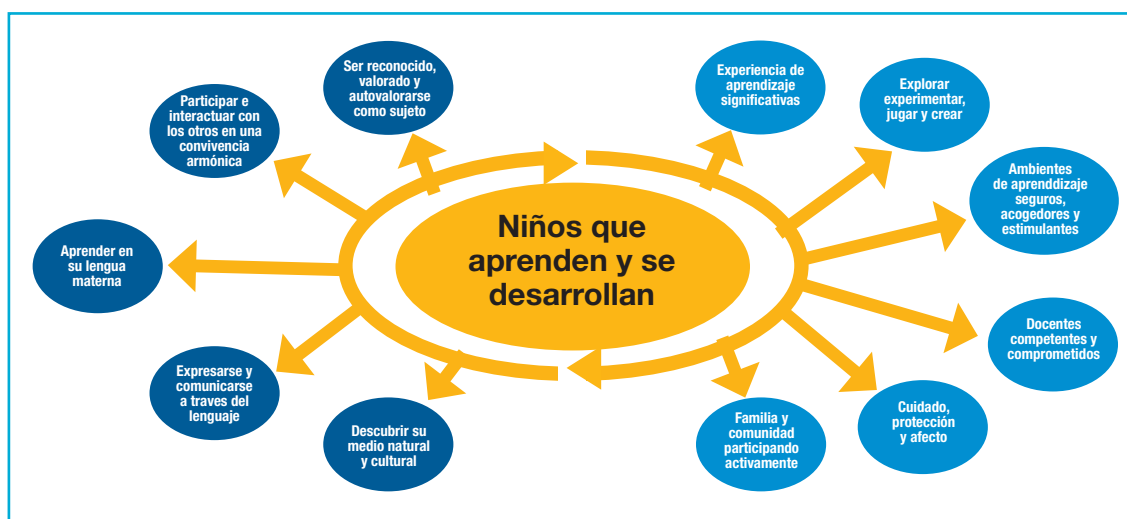 Ser reconocido,
valorado y
autovalorarse
como sujeto
Experiencia de
aprendizaje
significativas
Explorar
experimentar,
jugar y crear
Participar e
interactuar con
los otros en una
convivencia
armónica
Ambientes
de aprenddizaje
seguros,
acogedores y
estimulantes
Niños que
aprenden y se
desarrollan
Aprender en
su lengua
materna
Docentes
competentes y
comprometidos
Expresarse y
comunicarse
a traves del
lenguaje
Descubrir su
medio natural
y cultural
Familia y
comunidad
participando
activamente
Cuidado,
protección
y afecto